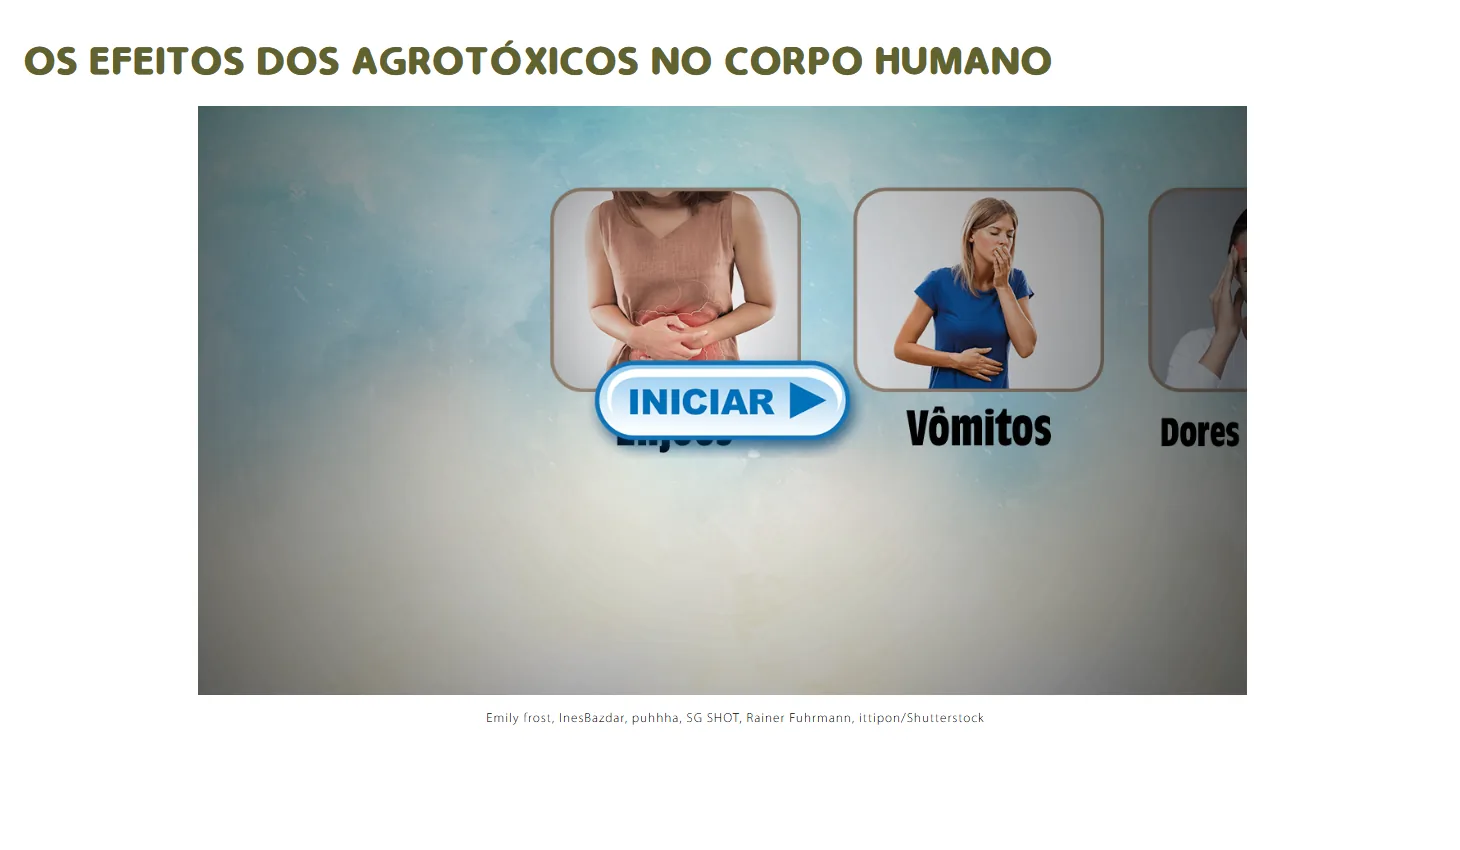 OS EFEITOS DOS AGROTÓXICOS NO CORPO HUMANO
INICIAR
Vômitos
Dores
Emily frost, InesBazdar, puhhha, SG SHOT, Rainer Fuhrmann, ittipon/Shutterstock